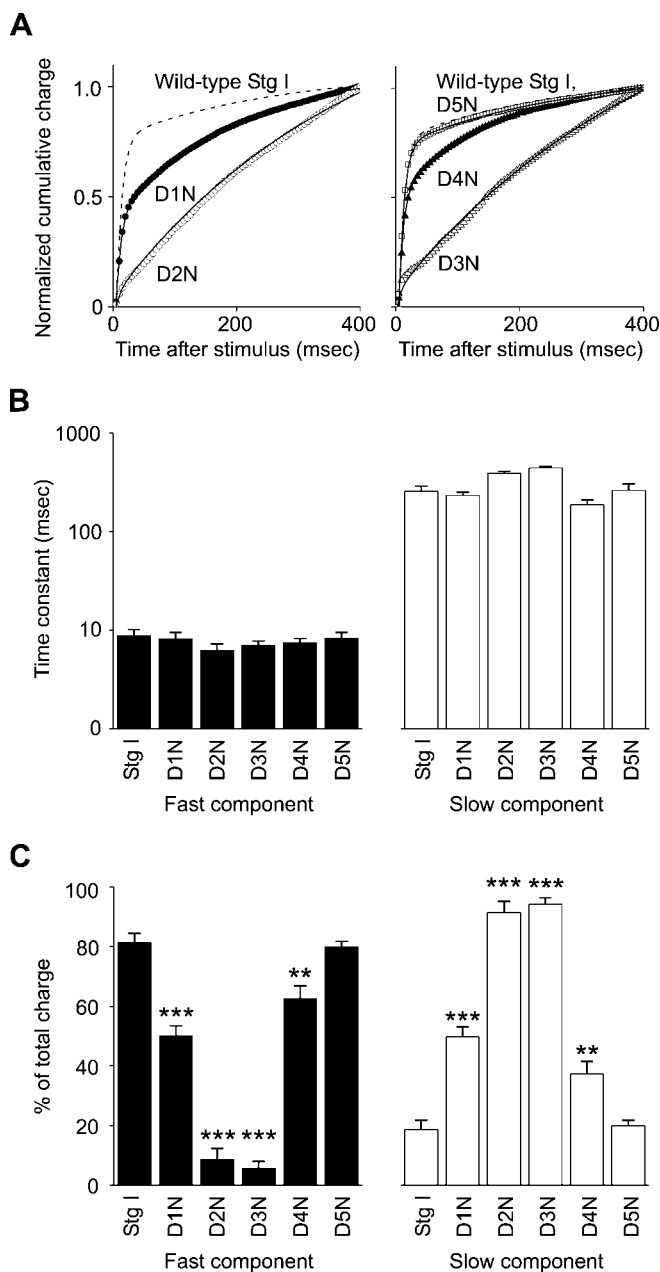 A
Normalized cumulative charge
1.0
0.5
0
Wild-type Stg I
D1N
D2N
0 200 400
Time after stimulus (msec)
Wild-type Stg I,
D5N
D4N
D3N
0 200 400
Time after stimulus (msec)
B
Time constant (msec)
1000
100
10
0
Stg I D1N D2N D3N D4N D5N
Fast component
Stg I D1N D2N D3N D4N D5N
Slow component
C
% of total charge
100
80
60
40
20
0
*** *** *** **
Stg I D1N D2N D3N D4N D5N
Fast component
*** *** *** **
Stg I D1N D2N D3N D4N D5N
Slow component